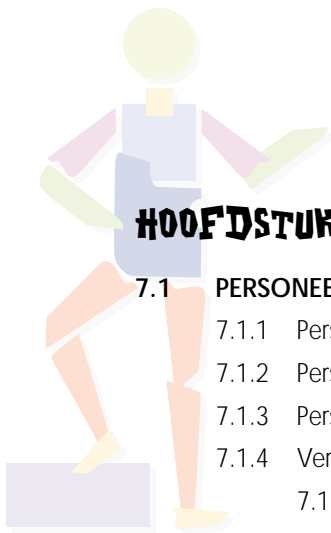 HOOFDSTUK
7.1 PERSONEE
7.1.1 Pers
7.1.2 Pers
7.1.3 Pers
7.1.4 Ver
7.1